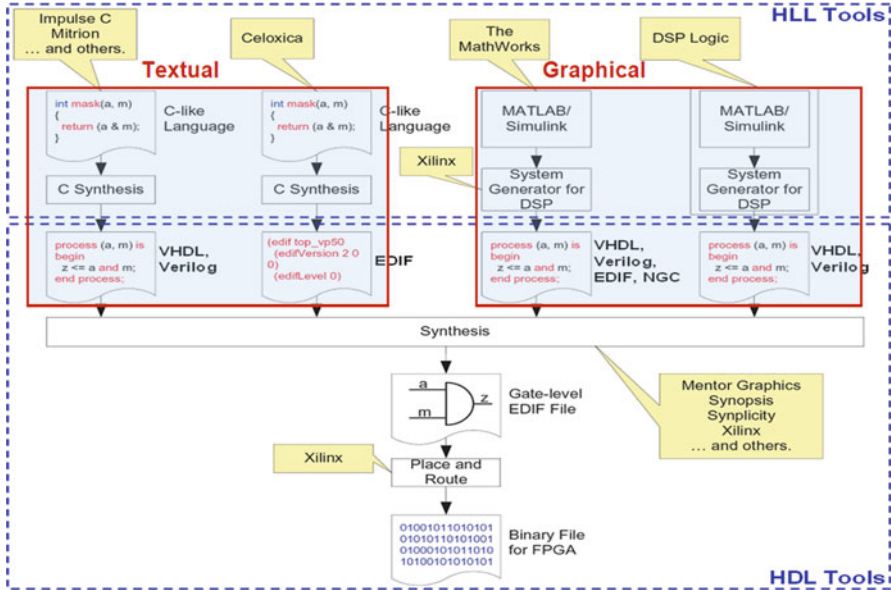 HLL Tools
Impulse C
Mitrion
… and others.
Celoxica
The
MathWorks
DSP Logic
Textual
Graphical
int mask(a, m)
{
return (a & m);
}
C-like
Language
int mask(a, m)
{
return (a & m);
}
C-like
Language
MATLAB/
Simulink
MATLAB/
Simulink
Xilinx
C Synthesis
C Synthesis
System
Generator for
DSP
System
Generator for
DSP
process (a, m) is
begin
z <= a and m;
end process;
VHDL,
Verilog
(edif top_vp50
(edifVersion 2 0
0)
(edifLevel 0)
EDIF
process (a, m) is
begin
z <= a and m;
end process;
VHDL,
Verilog,
EDIF, NGC
process (a, m) is
begin
z <= a and m;
end process;
VHDL,
Verilog
Synthesis
a
m
z
Gate-level
EDIF File
Mentor Graphics
Synopsis
Synplicity
Xilinx
… and others.
Xilinx
Place and
Route
01001011010101
01010110101001
01000101011010
10100101010101
Binary File
for FPGA
HDL Tools